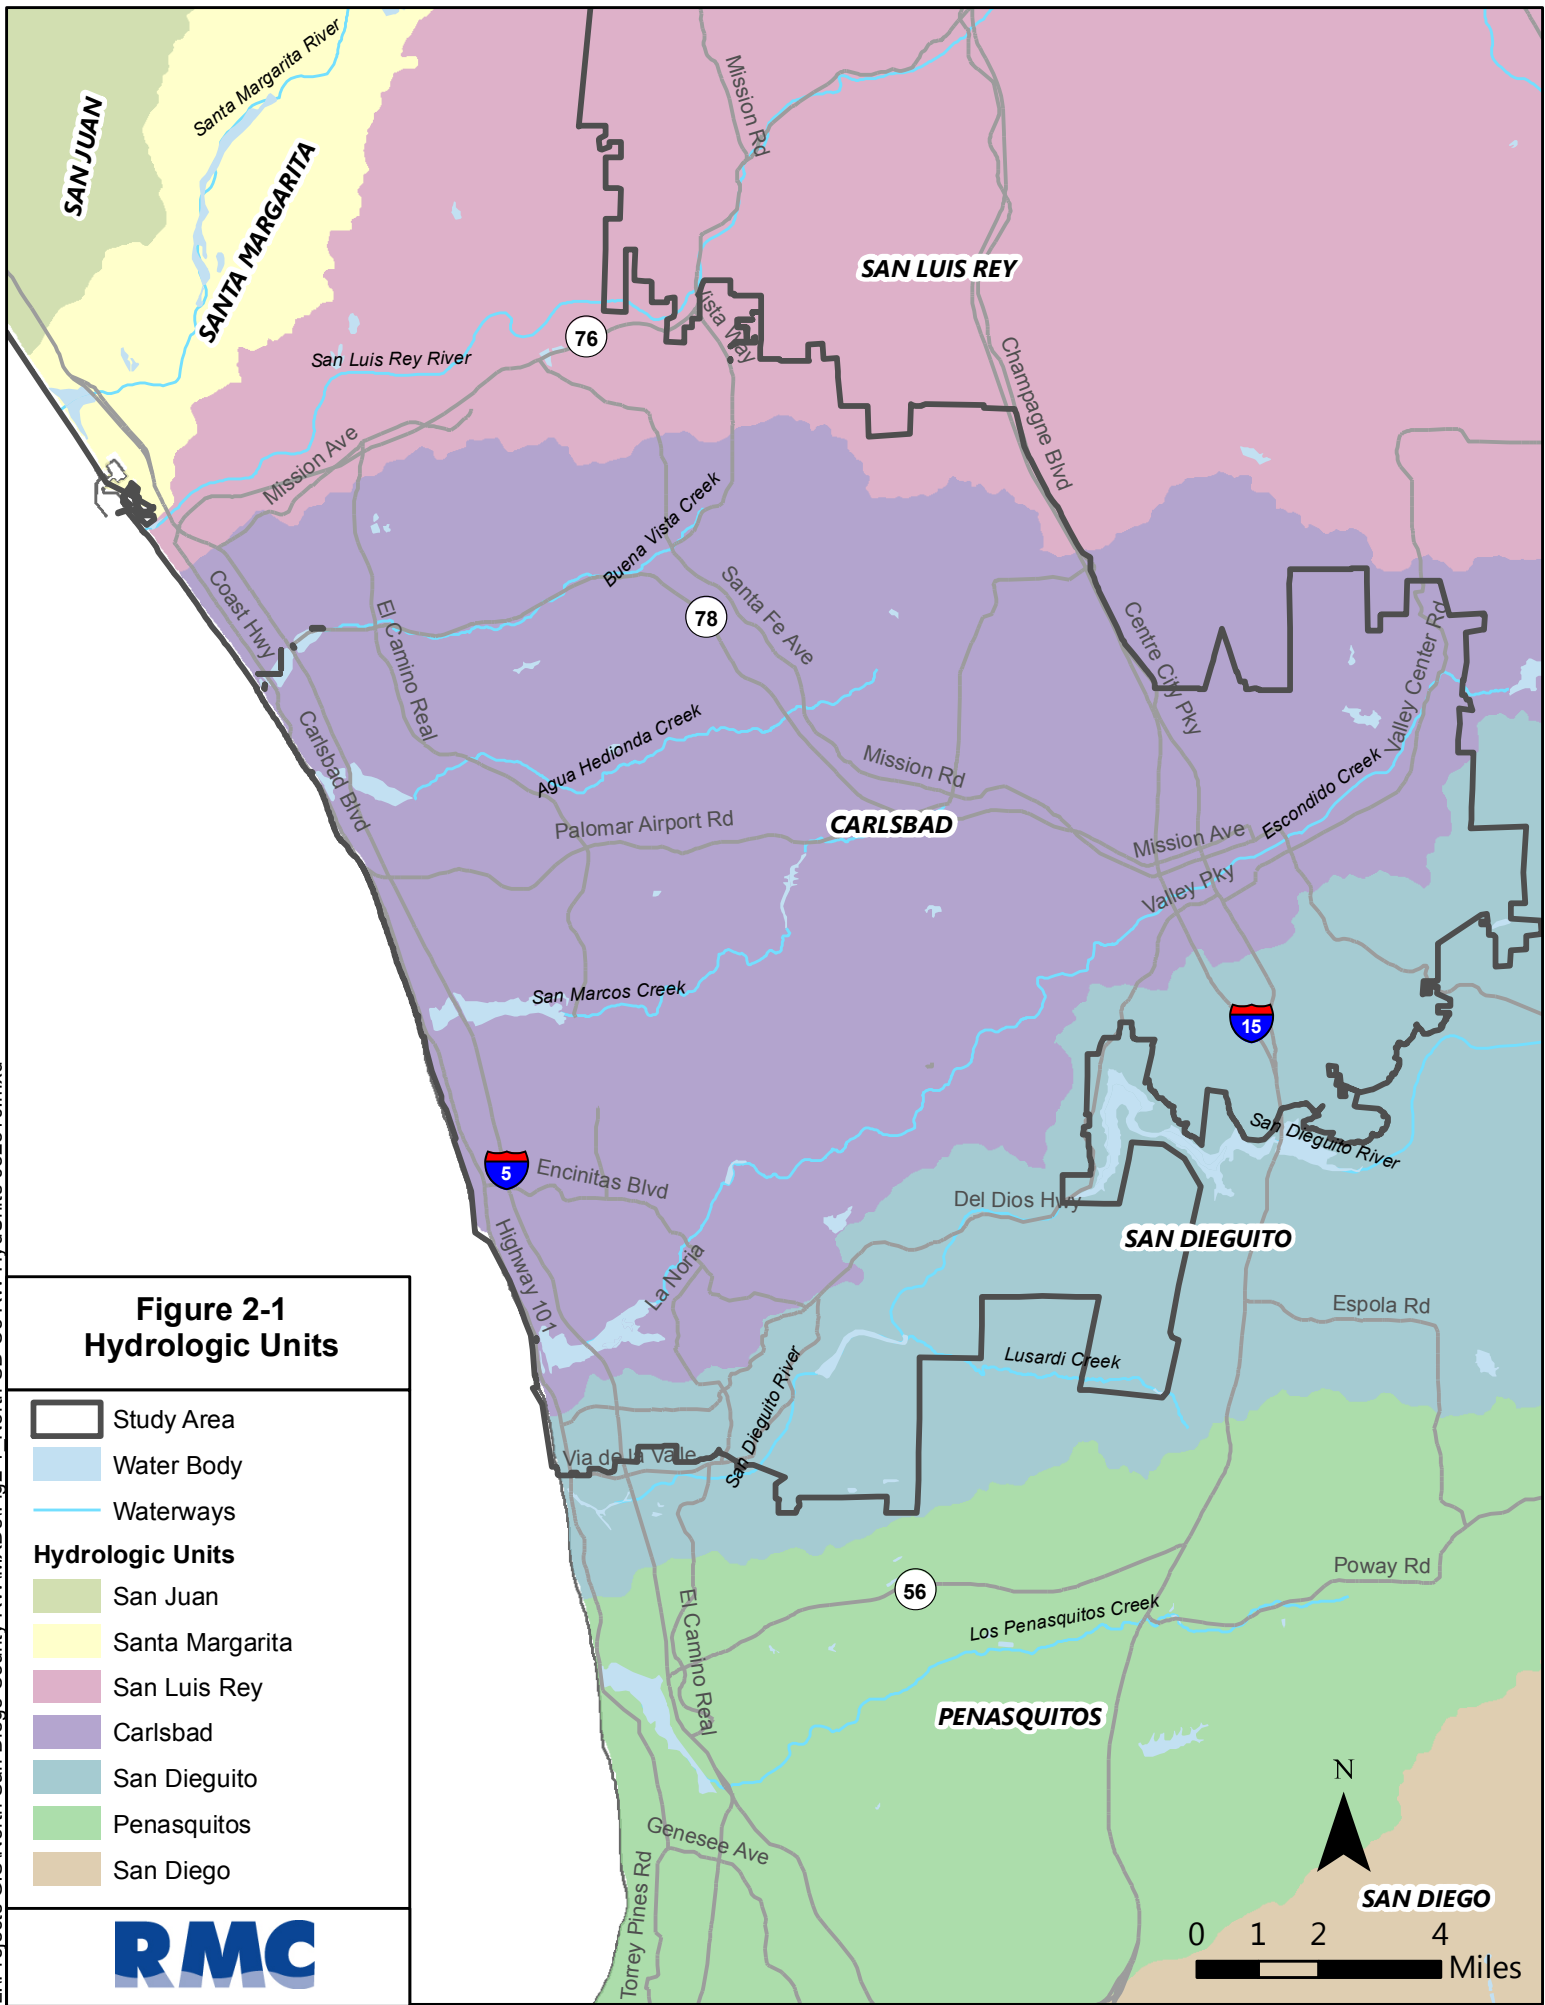 Santa Margarita River
SAN JUAN
SANTA MARGARITA
Mission Rd
SAN LUIS REY
76
Vista Way
San Luis Rey River
Champagne Blvd
Mission Ave
Buena Vista Creek
Coast Hwy
El Camino Real
78
Santa Fe Ave
Centre City Pky
Valley Center Rd
Carlsbad Blvd
Agua Hedionda Creek
Mission Rd
Palomar Airport Rd
CARLSBAD
Mission Ave
Escondido Creek
Valley Pky
San Marcos Creek
15
San Dieguito River
5
Encinitas Blvd
Del Dios Hwy
SAN DIEGUITO
Highway 101
La Noria
Espola Rd
Lusardi Creek
San Dieguito River
Via de la Valle
56
Poway Rd
El Camino Real
Los Penasquitos Creek
PENASQUITOS
Genesee Ave
Torrey Pines Rd
SAN DIEGO
N
0 1 2 4
Miles
Figure 2-1
Hydrologic Units
Study Area
Water Body
Waterways
Hydrologic Units
San Juan
Santa Margarita
San Luis Rey
Carlsbad
San Dieguito
Penasquitos
San Diego
RMC